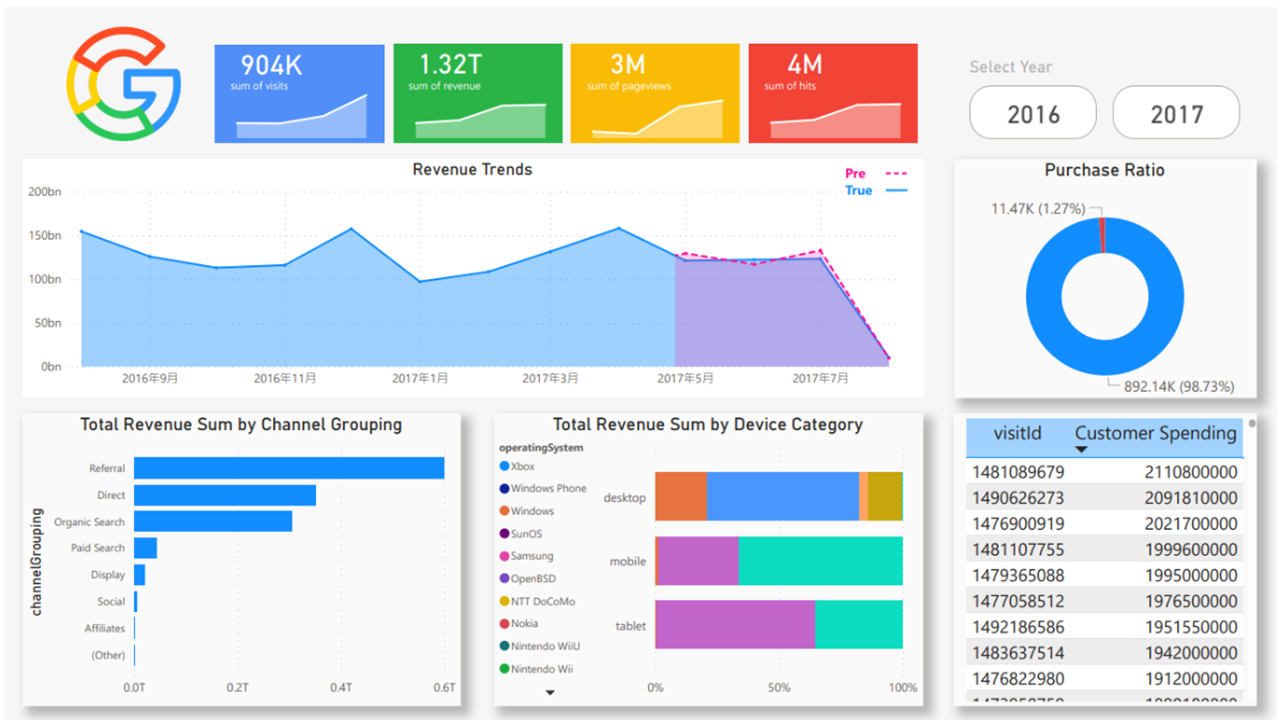 904K
sum of visits
1.32T
sum of revenue
3M
sum of pageviews
4M
sum of hits
Select Year
2016
2017
Revenue Trends
Pre
True
200bn
150bn
100bn
50bn
0bn
2016年9月
2016年11月
2017年1月
2017年3月
2017年5月
2017年7月
Purchase Ratio
11.47K (1.27%)
892.14K (98.73%)
Total Revenue Sum by Channel Grouping
channelGrouping
Referral
Direct
Organic Search
Paid Search
Display
Social
Affiliates
(Other)
0.0T 0.2T 0.4T 0.6T
Total Revenue Sum by Device Category
operatingSystem
Xbox
Windows Phone
Windows
SunOS
Samsung
OpenBSD
NTT DoCoMo
Nokia
Nintendo WiiU
Nintendo Wii
desktop
mobile
tablet
0% 50% 100%
visitId Customer Spending
1481089679 2110800000
1490626273 2091810000
1476900919 2021700000
1481107755 1999600000
1479365088 1995000000
1477058512 1976500000
1492186586 1951550000
1483637514 1942000000
1476822980 1912000000